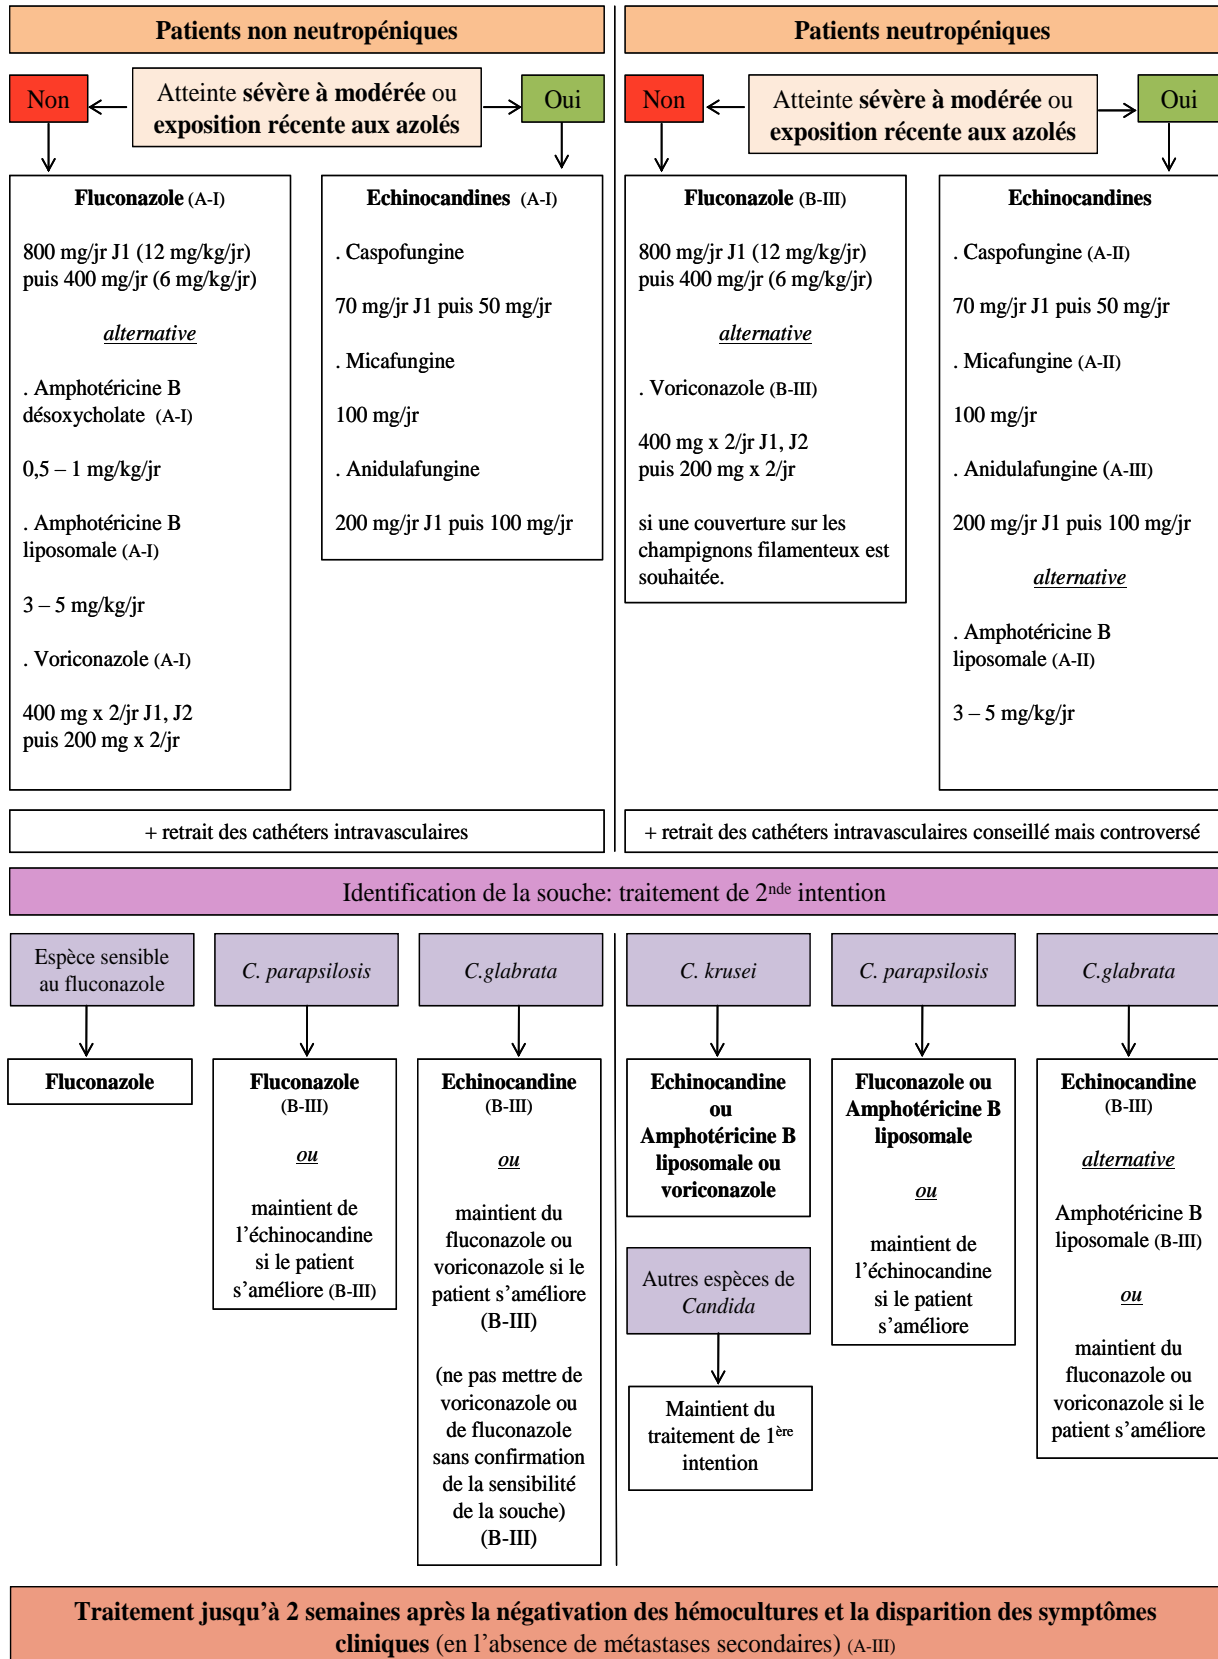 Patients non neutropéniques
Non
Atteinte sévère à modérée ou
exposition récente aux azolés
Oui
Fluconazole (A-I)
800 mg/jr J1 (12 mg/kg/jr)
puis 400 mg/jr (6 mg/kg/jr)
alternative
. Amphotéricine B
désoxycholate (A-I)
0,5 – 1 mg/kg/jr
. Amphotéricine B
liposomale (A-I)
3 – 5 mg/kg/jr
. Voriconazole (A-I)
400 mg x 2/jr J1, J2
puis 200 mg x 2/jr
Echinocandines (A-I)
. Caspofungine
70 mg/jr J1 puis 50 mg/jr
. Micafungine
100 mg/jr
. Anidulafungine
200 mg/jr J1 puis 100 mg/jr
+ retrait des cathéters intravasculaires
Patients neutropéniques
Non
Atteinte sévère à modérée ou
exposition récente aux azolés
Oui
Fluconazole (B-III)
800 mg/jr J1 (12 mg/kg/jr)
puis 400 mg/jr (6 mg/kg/jr)
alternative
. Voriconazole (B-III)
400 mg x 2/jr J1, J2
puis 200 mg x 2/jr
si une couverture sur les
champignons filamenteux est
souhaitée.
Echinocandines
. Caspofungine (A-II)
70 mg/jr J1 puis 50 mg/jr
. Micafungine (A-II)
100 mg/jr
. Anidulafungine (A-III)
200 mg/jr J1 puis 100 mg/jr
alternative
. Amphotéricine B
liposomale (A-II)
3 – 5 mg/kg/jr
+ retrait des cathéters intravasculaires conseillé mais controversé
Identification de la souche: traitement de 2nde intention
Espèce sensible
au fluconazole
Fluconazole
C. parapsilosis
Fluconazole
(B-III)
ou
maintient de
l’échinocandine
si le patient
s’améliore (B-III)
C.glabrata
Echinocandine
(B-III)
ou
maintient du
fluconazole ou
voriconazole si le
patient s’améliore
(B-III)
(ne pas mettre de
voriconazole ou
de fluconazole
sans confirmation
de la sensibilité
de la souche)
(B-III)
C. krusei
Echinocandine
ou
Amphotéricine B
liposomale ou
voriconazole
Autres espèces de
Candida
Maintient du
traitement de 1ère
intention
C. parapsilosis
Fluconazole ou
Amphotéricine B
liposomale
ou
maintient de
l’échinocandine
si le patient
s’améliore
C.glabrata
Echinocandine
(B-III)
alternative
Amphotéricine B
liposomale (B-III)
ou
maintient du
fluconazole ou
voriconazole si le
patient s’améliore
Traitement jusqu’à 2 semaines après la négativation des hémocultures et la disparition des symptômes
cliniques (en l’absence de métastases secondaires) (A-III)